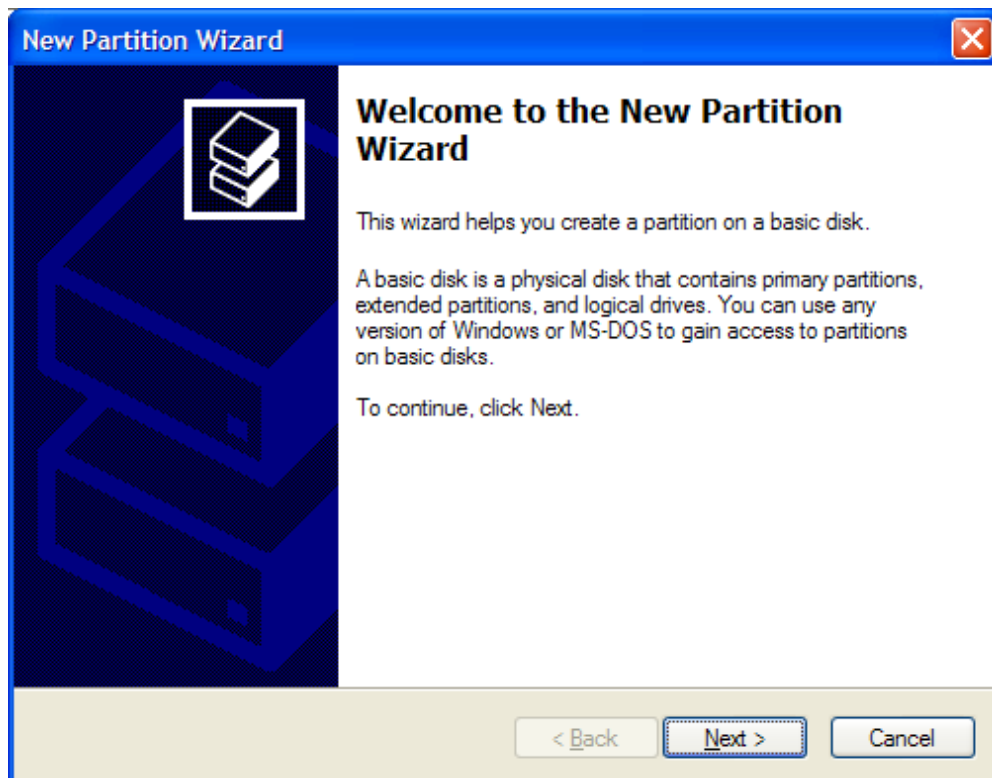 New Partition Wizard
Welcome to the New Partition
Wizard
This wizard helps you create a partition on a basic disk.
A basic disk is a physical disk that contains primary partitions,
extended partitions, and logical drives. You can use any
version of Windows or MS-DOS to gain access to partitions
on basic disks.
To continue, click Next.
< Back
Next >
Cancel